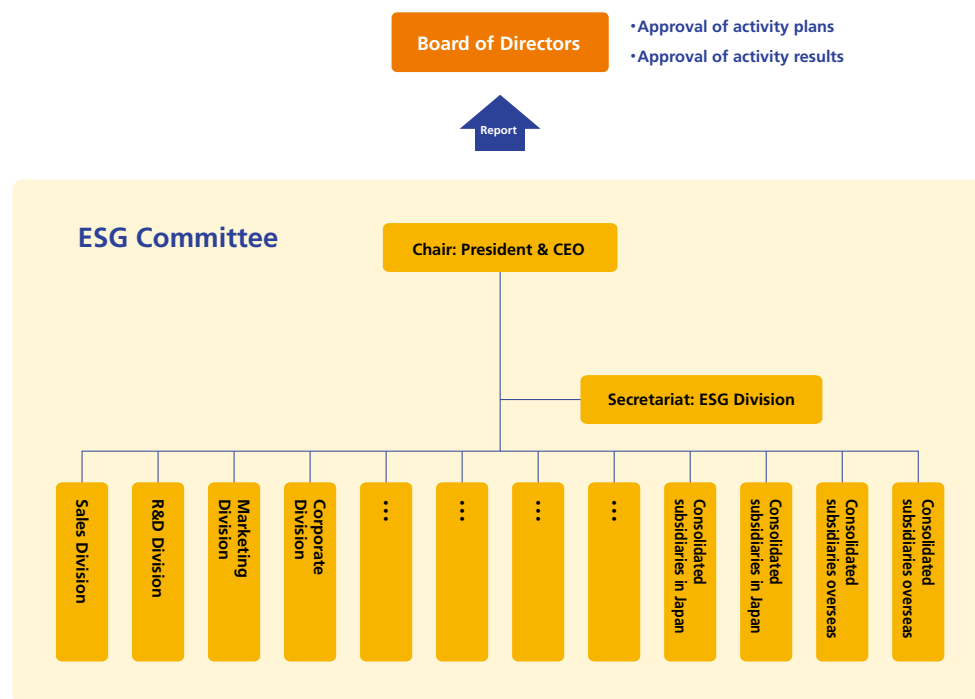 Board of Directors
・Approval of activity plans
・Approval of activity results
Report
ESG Committee
Chair: President & CEO
Secretariat: ESG Division
Sales Division
R&D Division
Marketing
Division
Corporate
Division
…
…
…
…
Consolidated
subsidiaries in Japan
Consolidated
subsidiaries in Japan
Consolidated
subsidiaries overseas
Consolidated
subsidiaries overseas